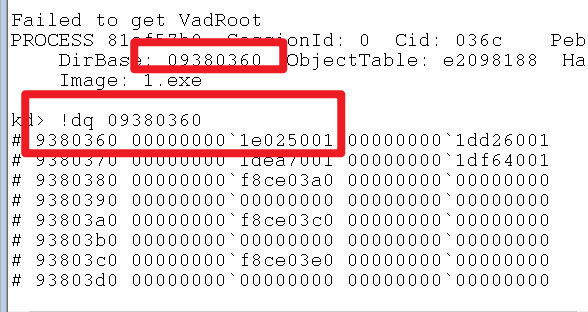 Failed to get VadRoot
PROCESS 81af57b0 SessionId: 0 Cid: 036c Peb
DirBase: 09380360 ObjectTable: e2098188 Ha
Image: 1.exe
kd> !dq 09380360
# 9380360 00000000`1e025001 00000000`1dd26001
# 9380370 00000000`1dea7001 00000000`1df64001
# 9380380 00000000`f8ce03a0 00000000`00000000
# 9380390 00000000`00000000 00000000`00000000
# 93803a0 00000000`f8ce03c0 00000000`00000000
# 93803b0 00000000`00000000 00000000`00000000
# 93803c0 00000000`f8ce03e0 00000000`00000000
# 93803d0 00000000`00000000 00000000`00000000